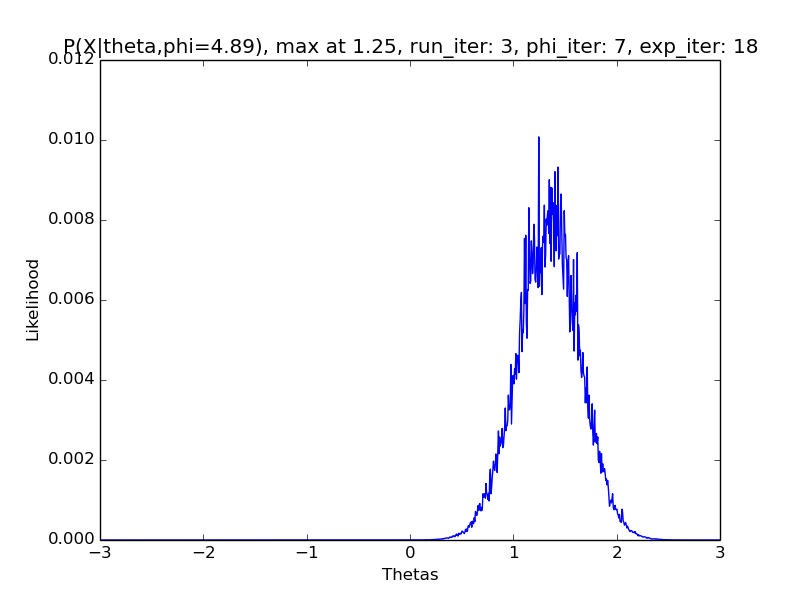 P(X|theta,phi=4.89), max at 1.25, run_iter: 3, phi_iter: 7, exp_iter: 18
0.012
0.010
0.008
0.006
0.004
0.002
0.000
Likelihood
−3 −2 −1 0 1 2 3
Thetas